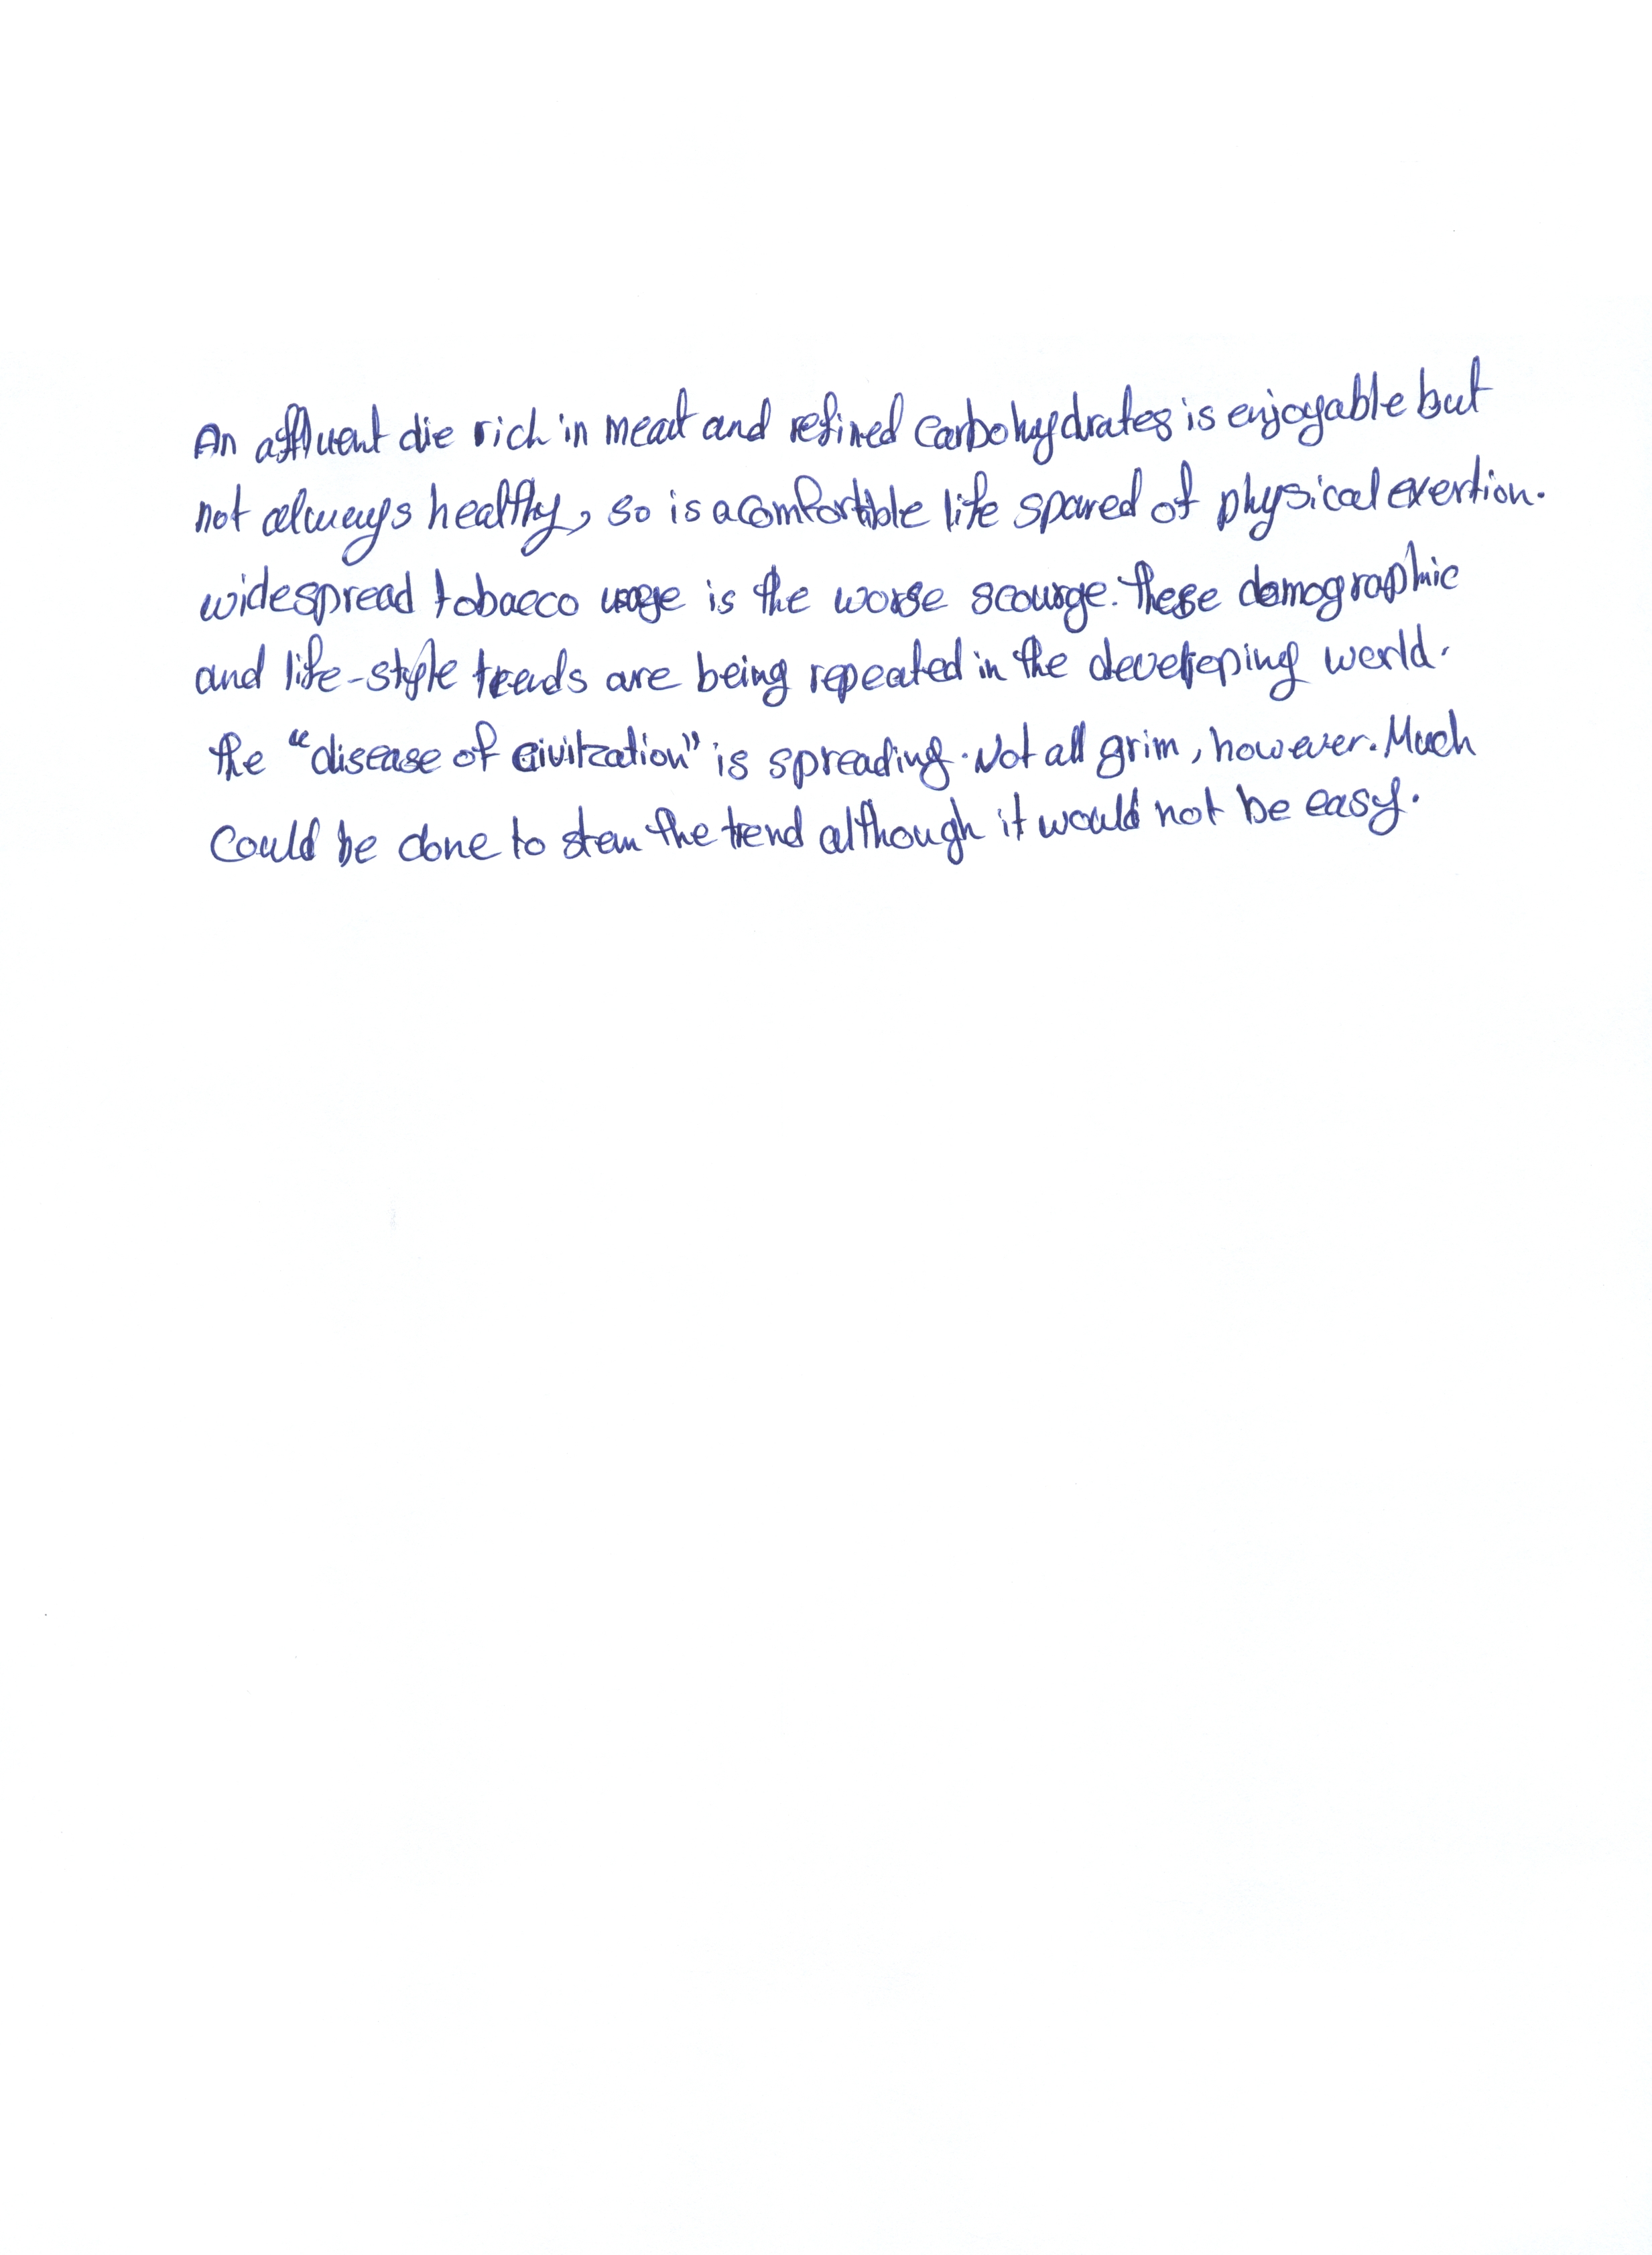 An affluent die rich in meat and refined carbohydrates is enjoyable but
not always healthy, so is a comfortible life spared of physical exertion.
widespread tobacco usage is the worse scourge. these demographic
and life-style trends are being repeated in the developing world.
the "disease of civilzation" is spreading. Not all grim, however. Much
Could be done to stem the trend although it would not be easy.